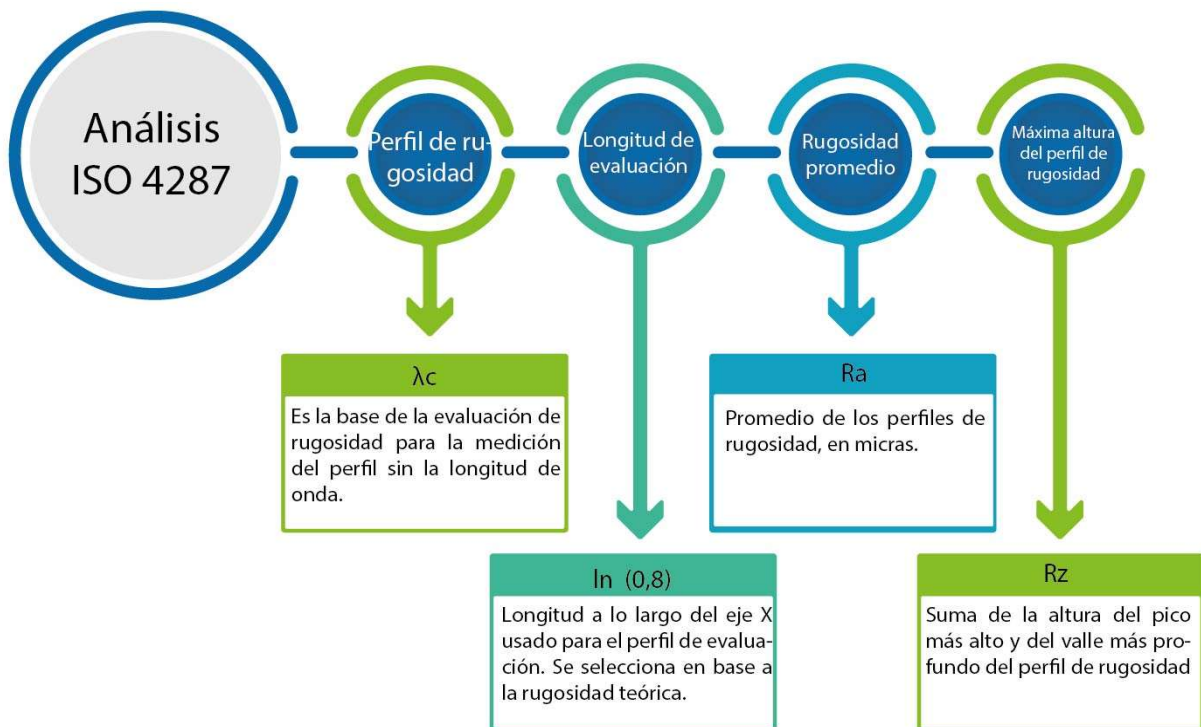 Análisis
ISO 4287
Perfil de ru-
gosidad
Longitud de
evaluación
Rugosidad
promedio
Máxima altura
del perfil de
rugosidad
λc
Es la base de la evaluación de
rugosidad para la medición
del perfil sin la longitud de
onda.
Ra
Promedio de los perfiles de
rugosidad, en micras.
ln (0,8)
Longitud a lo largo del eje X
usado para el perfil de evalua-
ción. Se selecciona en base a
la rugosidad teórica.
Rz
Suma de la altura del pico
más alto y del valle más pro-
fundo del perfil de rugosidad